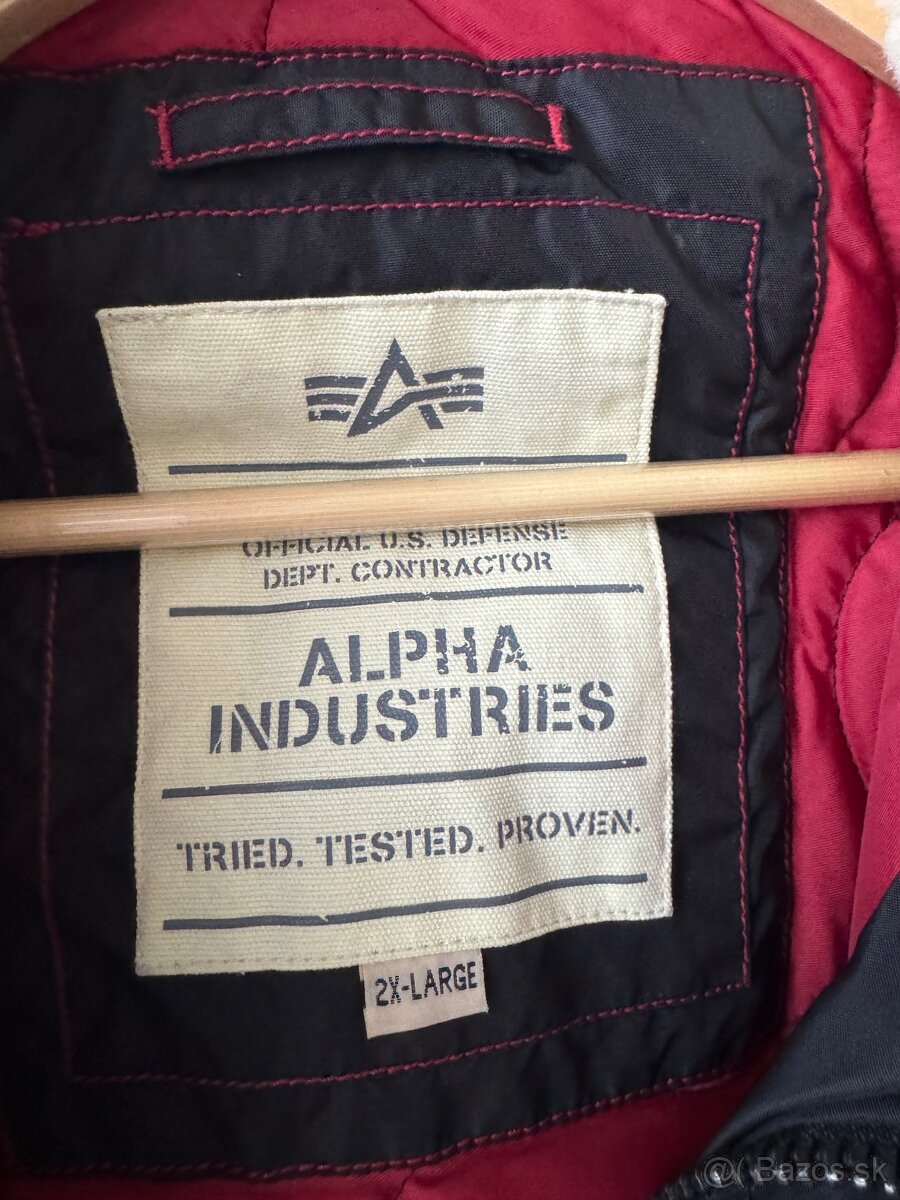 OFFICIAL U.S. DEFENSE
DEPT. CONTRACTOR
ALPHA
INDUSTRIES
TRIED. TESTED. PROVEN.
2X-LARGE
@( Bazos.sk